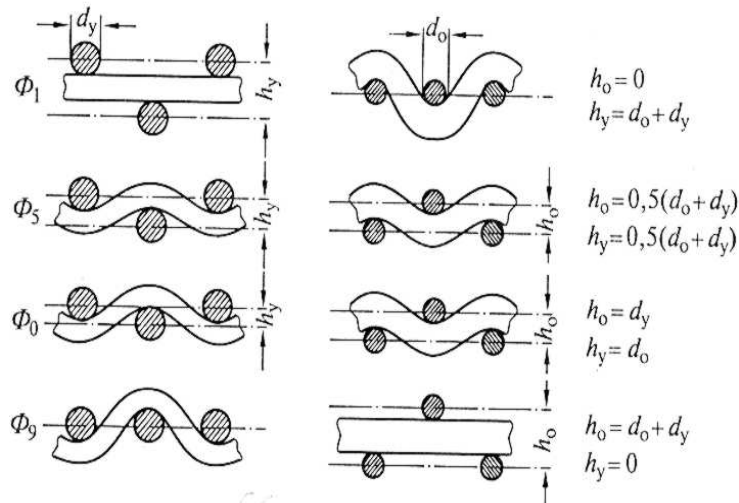 d_y
d_o
Φ_1
h_y
h_o=0
h_y=d_o+d_y
Φ_5
h_y
h_o
h_o=0,5(d_o+d_y)
h_y=0,5(d_o+d_y)
Φ_0
h_y
h_o
h_o=d_y
h_y=d_o
Φ_9
h_o
h_o=d_o+d_y
h_y=0